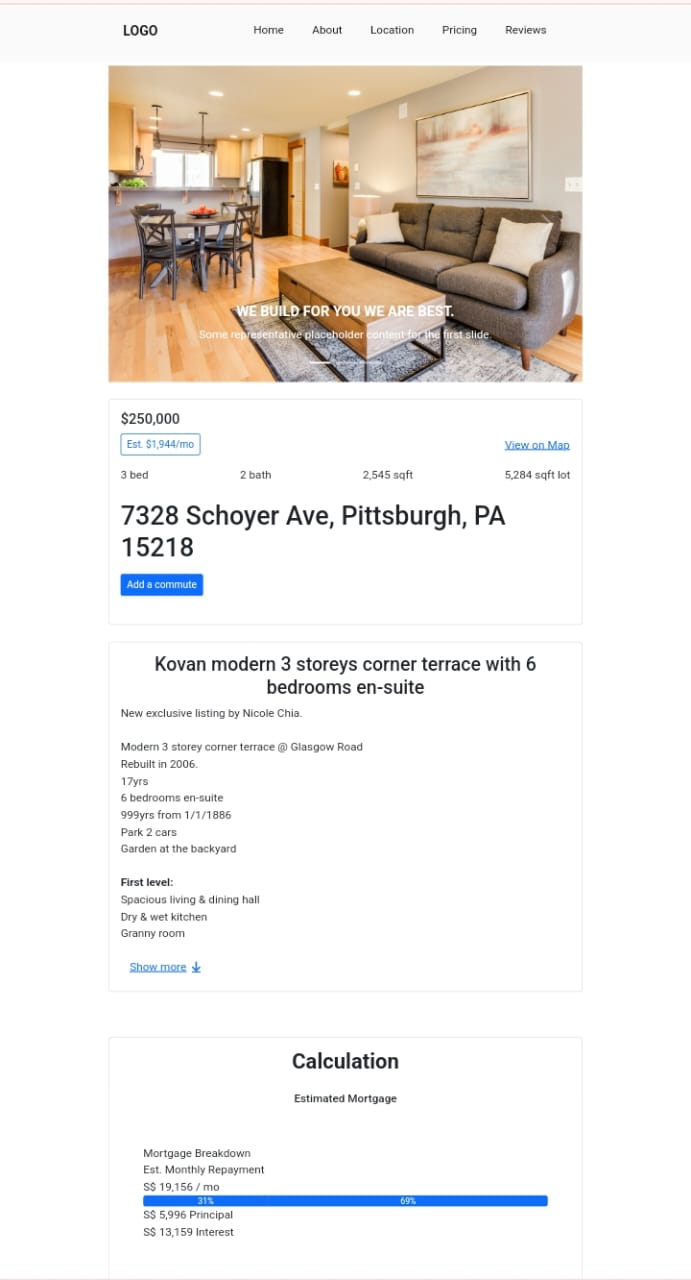 LOGO Home About Location Pricing Reviews
WE BUILD FOR YOU WE ARE BEST.
Some representative placeholder content for the first slide.
$250,000
Est. $1,944/mo View on Map
3 bed 2 bath 2,545 sqft 5,284 sqft lot
7328 Schoyer Ave, Pittsburgh, PA
15218
Add a commute
Kovan modern 3 storeys corner terrace with 6
bedrooms en-suite
New exclusive listing by Nicole Chia.
Modern 3 storey corner terrace @ Glasgow Road
Rebuilt in 2006.
17yrs
6 bedrooms en-suite
999yrs from 1/1/1886
Park 2 cars
Garden at the backyard
First level:
Spacious living & dining hall
Dry & wet kitchen
Granny room
Show more
Calculation
Estimated Mortgage
Mortgage Breakdown
Est. Monthly Repayment
S$ 19,156 / mo
31% 69%
S$ 5,996 Principal
S$ 13,159 Interest